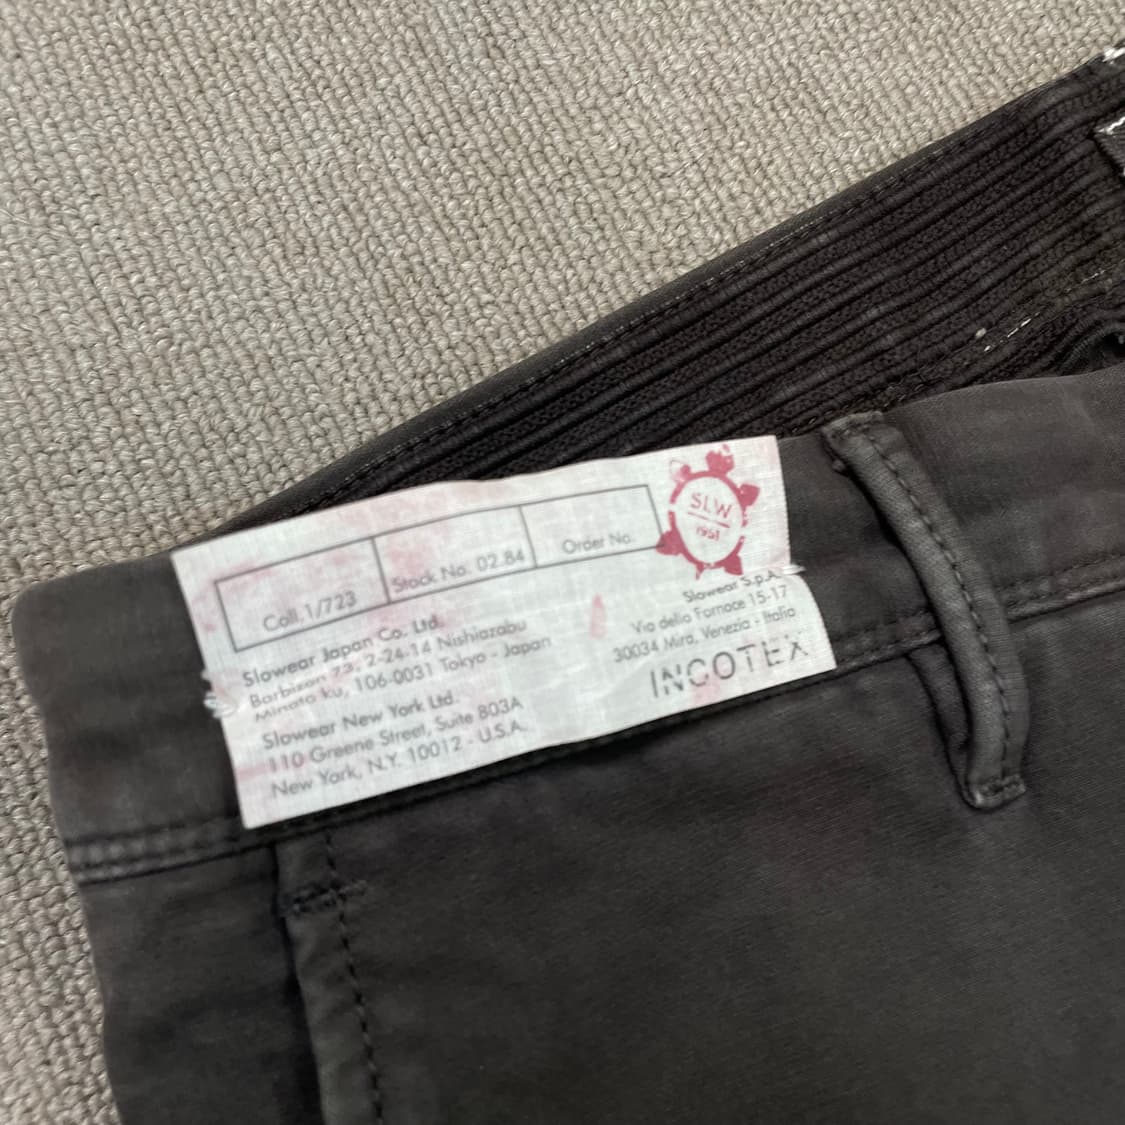 Coll.1/723
Stock No. 02.84
Order No.
SLW
1951
Slowear Japan Co. Ltd.
Barbizon 73, 2-24-14 Nishiazabu
Minato ku, 106-0031 Tokyo - Japan
Slowear New York Ltd.
110 Greene Street, Suite 803A
New York, N.Y. 10012 - U.S.A.
Slowear S.p.A.
Via delle Fornace 15-17
30034 Mira, Venezia - Italia
INCOTEX